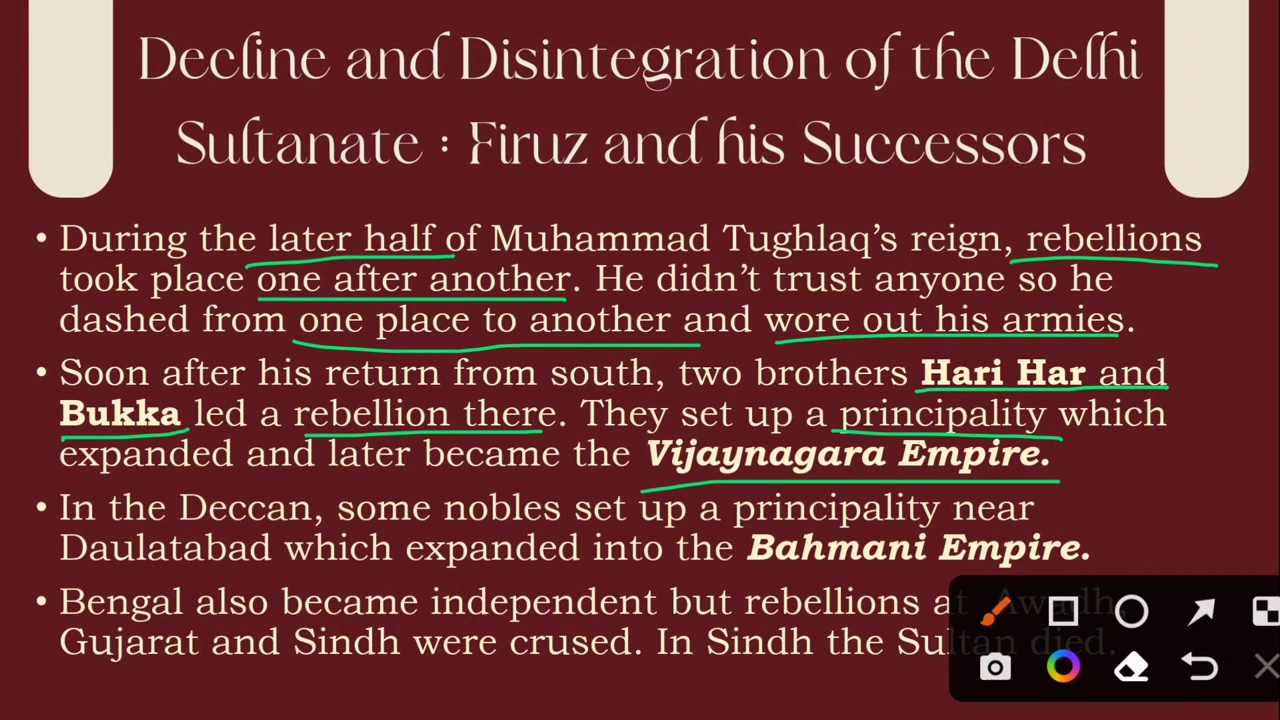 Decline and Disintegration of the Delhi
Sultanate : Firuz and his Successors
• During the later half of Muhammad Tughlaq’s reign, rebellions
took place one after another. He didn’t trust anyone so he
dashed from one place to another and wore out his armies.
• Soon after his return from south, two brothers Hari Har and
Bukka led a rebellion there. They set up a principality which
expanded and later became the Vijaynagara Empire.
• In the Deccan, some nobles set up a principality near
Daulatabad which expanded into the Bahmani Empire.
• Bengal also became independent but rebellions at Awadh,
Gujarat and Sindh were crused. In Sindh the Sultan died.